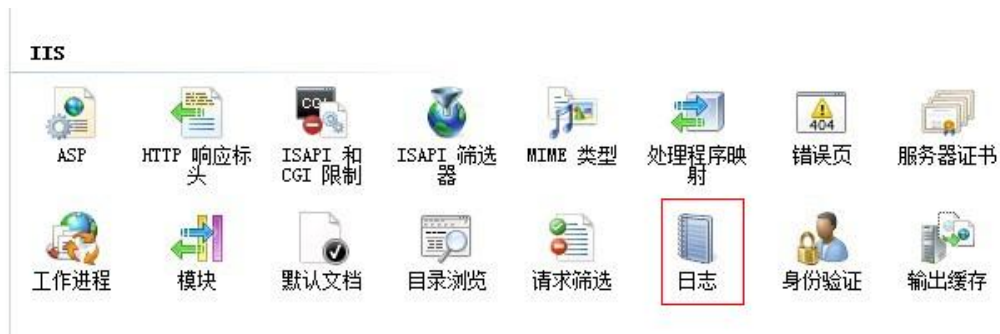 IIS
CGI
404
ASP
HTTP 响应标
头
ISAPI 和
CGI 限制
ISAPI 筛选
器
MIME 类型
处理程序映
射
错误页
服务器证书
工作进程
模块
默认文档
目录浏览
请求筛选
日志
身份验证
输出缓存